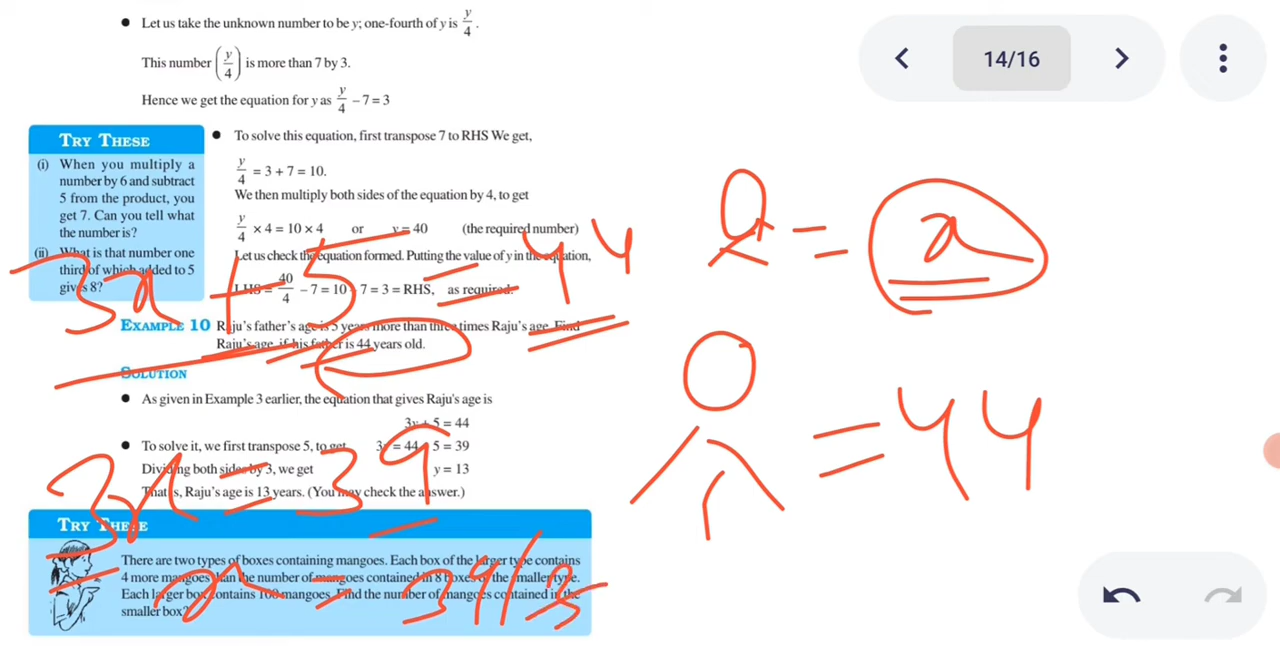 • Let us take the unknown number to be y; one-fourth of y is y/4 .
This number (y/4) is more than 7 by 3.
Hence we get the equation for y as y/4 – 7 = 3
14/16
TRY THESE
(i) When you multiply a
number by 6 and subtract
5 from the product, you
get 7. Can you tell what
the number is?
(ii) What is that number one
third of which added to 5
gives 8?
• To solve this equation, first transpose 7 to RHS We get,
y/4 = 3 + 7 = 10.
We then multiply both sides of the equation by 4, to get
y/4 × 4 = 10 × 4 or y = 40 (the required number)
Let us check the equation formed. Putting the value of y in the equation,
LHS = 40/4 – 7 = 10 – 7 = 3 = RHS, as required.
3x + 5 = 44
= x
EXAMPLE 10 Raju's father's age is 5 years more than three times Raju's age. Find
Raju's age, if his father is 44 years old.
SOLUTION
• As given in Example 3 earlier, the equation that gives Raju's age is
3y + 5 = 44
• To solve it, we first transpose 5, to get 3y = 44 – 5 = 39
Dividing both sides by 3, we get y = 13
That is, Raju's age is 13 years. (You may check the answer.)
= 44
3x = 39
TRY THESE
There are two types of boxes containing mangoes. Each box of the larger type contains
4 more mangoes than the number of mangoes contained in 8 boxes of the smaller type.
Each larger box contains 100 mangoes. Find the number of mangoes contained in the
smaller box?
x = 39/3